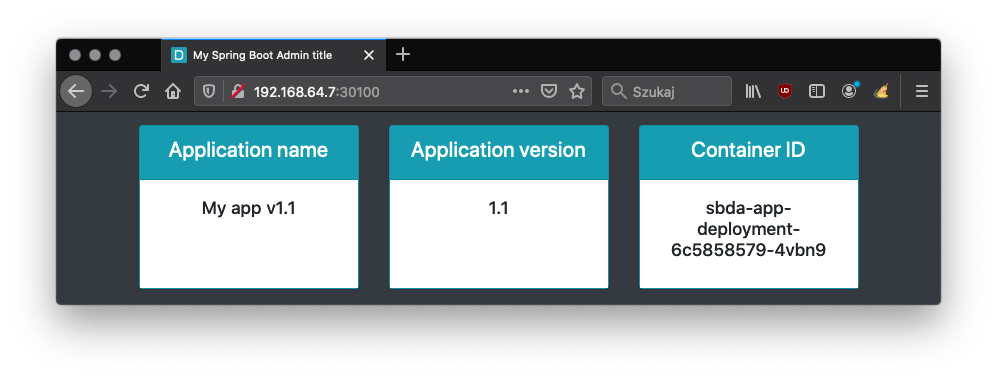 D My Spring Boot Admin title
192.168.64.7:30100
Szukaj
Application name
Application version
Container ID
My app v1.1
1.1
sbda-app-
deployment-
6c5858579-4vbn9